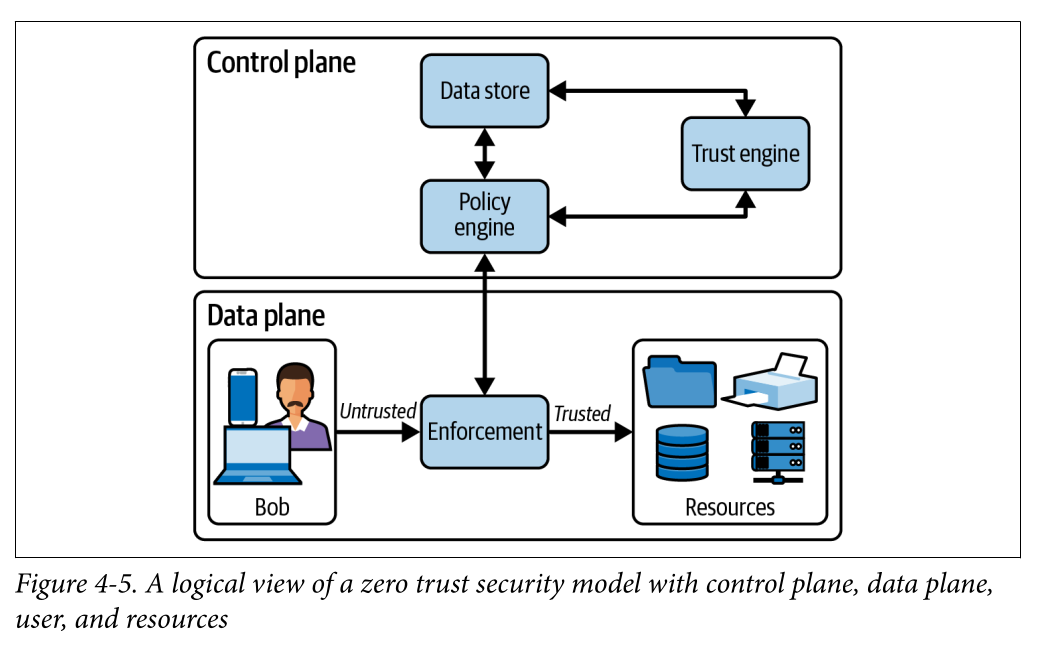 Control plane
Data store
Trust engine
Policy
engine
Data plane
Untrusted
Enforcement
Trusted
Bob
Resources
Figure 4-5. A logical view of a zero trust security model with control plane, data plane,
user, and resources